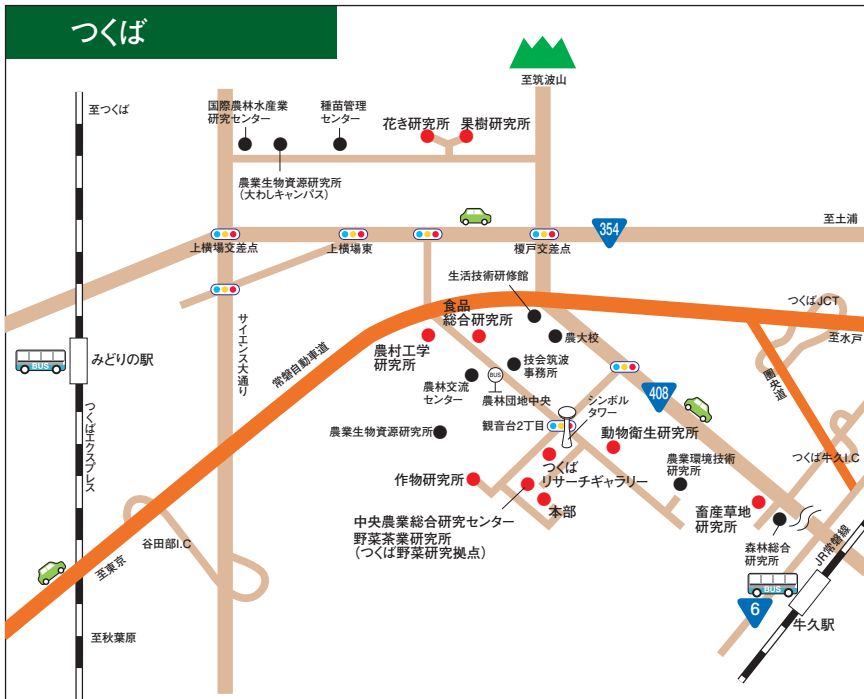 つくば
至筑波山
至つくば
国際農林水産業
研究センター
種苗管理
センター
花き研究所
果樹研究所
農業生物資源研究所
(大わしキャンパス)
354
至土浦
上横場交差点
上横場東
榎戸交差点
生活技術研修館
つくばJCT
至水戸
サイエンス大通り
常磐自動車道
食品
総合研究所
農村工学
研究所
農大校
技会筑波
事務所
圏央道
BUS
みどりの駅
農林交流
センター
BUS
農林団地中央
408
シンボル
タワー
つくばエクスプレス
観音台2丁目
農業生物資源研究所
動物衛生研究所
つくば牛久I.C
農業環境技術
研究所
つくば
リサーチギャラリー
作物研究所
本部
畜産草地
研究所
中央農業総合研究センター
野菜茶業研究所
(つくば野菜研究拠点)
谷田部I.C
森林総合
研究所
JR常磐線
至東京
BUS
6
牛久駅
至秋葉原